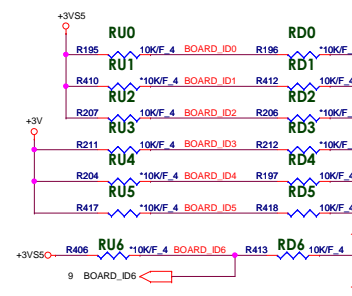 +3VS5
RU0 RD0
R195 10K/F_4 BOARD_ID0 R196 *10K/F_
RU1 RD1
R410 *10K/F_4 BOARD_ID1 R412 10K/F_4
RU2 RD2
R207 10K/F_4 BOARD_ID2 R206 *10K/F_
+3V
RU3 RD3
R211 10K/F_4 BOARD_ID3 R212 *10K/F_
RU4 RD4
R204 *10K/F_4 BOARD_ID4 R197 10K/F_4
RU5 RD5
R417 *10K/F_4 BOARD_ID5 R418 10K/F_4
+3VS5 R406 RU6 *10K/F_4 BOARD_ID6 R413 RD6 10K/F_4
9 BOARD_ID6